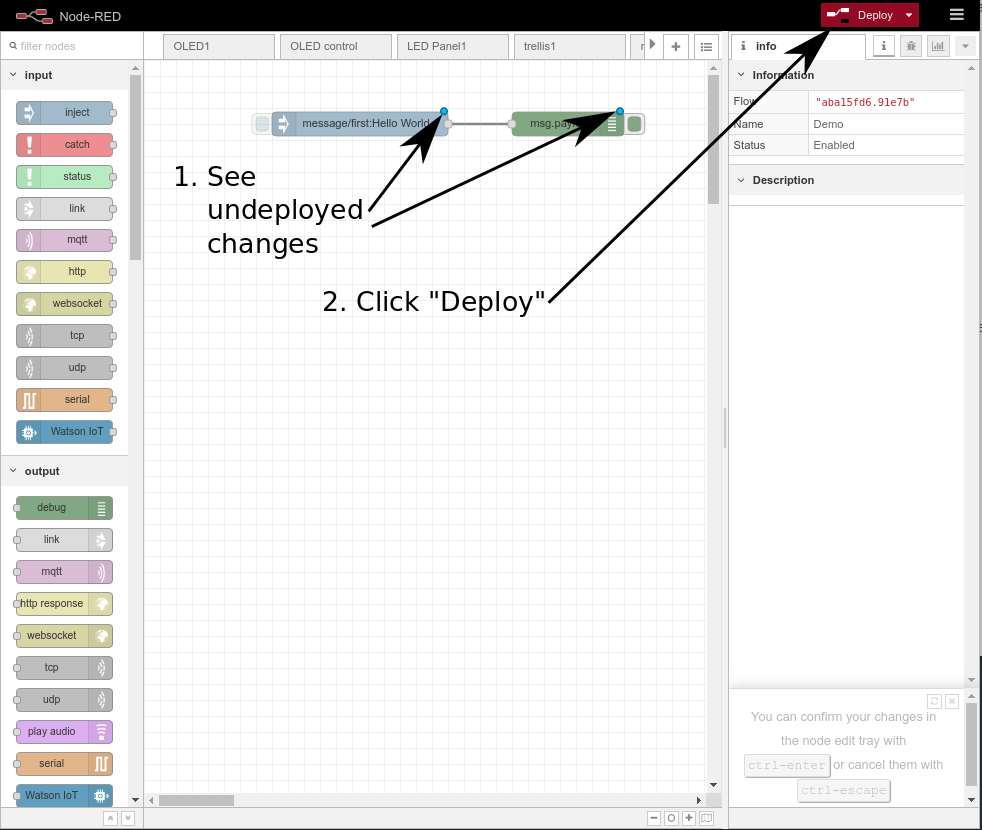 Node-RED
Deploy
filter nodes
OLED1
OLED control
LED Panel1
trellis1
i info
i
input
inject
catch
status
link
mqtt
http
websocket
tcp
udp
serial
Watson IoT
output
debug
link
mqtt
http response
websocket
tcp
udp
play audio
serial
Watson IoT
message/first:Hello World
1. See
undeployed
changes
2. Click "Deploy"
Information
Flow "aba15fd6.91e7b"
Name Demo
Status Enabled
Description
You can confirm your changes in
the node edit tray with
ctrl-enter or cancel them with
ctrl-escape